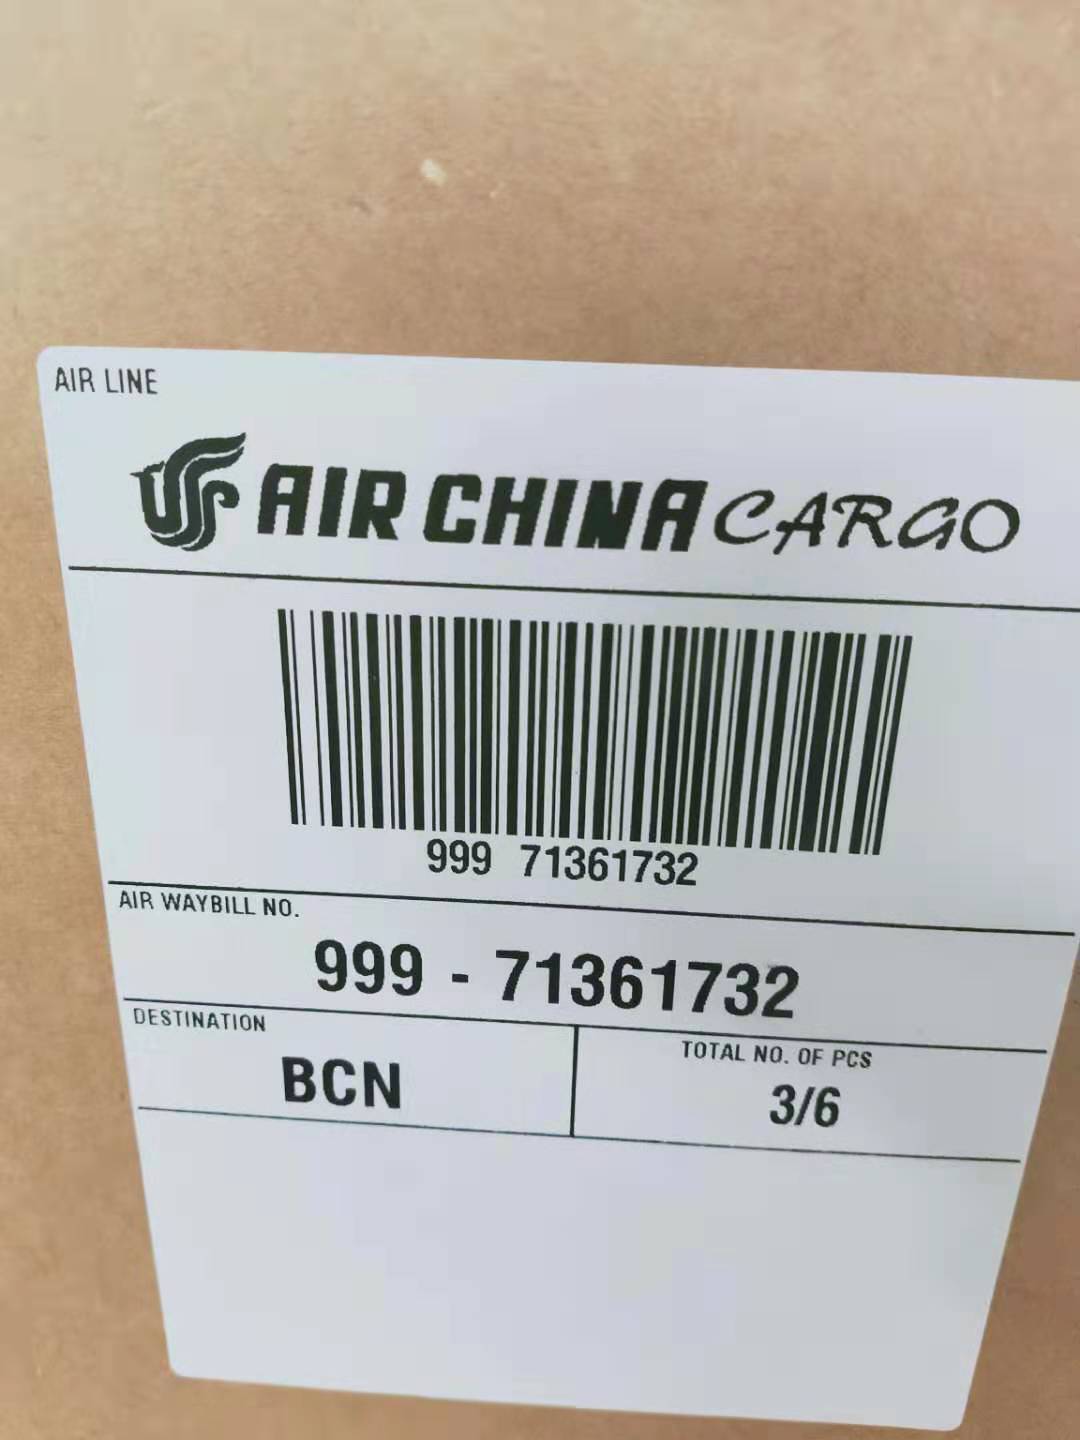 AIR LINE
AIR CHINA CARGO
999 71361732
AIR WAYBILL NO.
999 - 71361732
DESTINATION
BCN
TOTAL NO. OF PCS
3/6